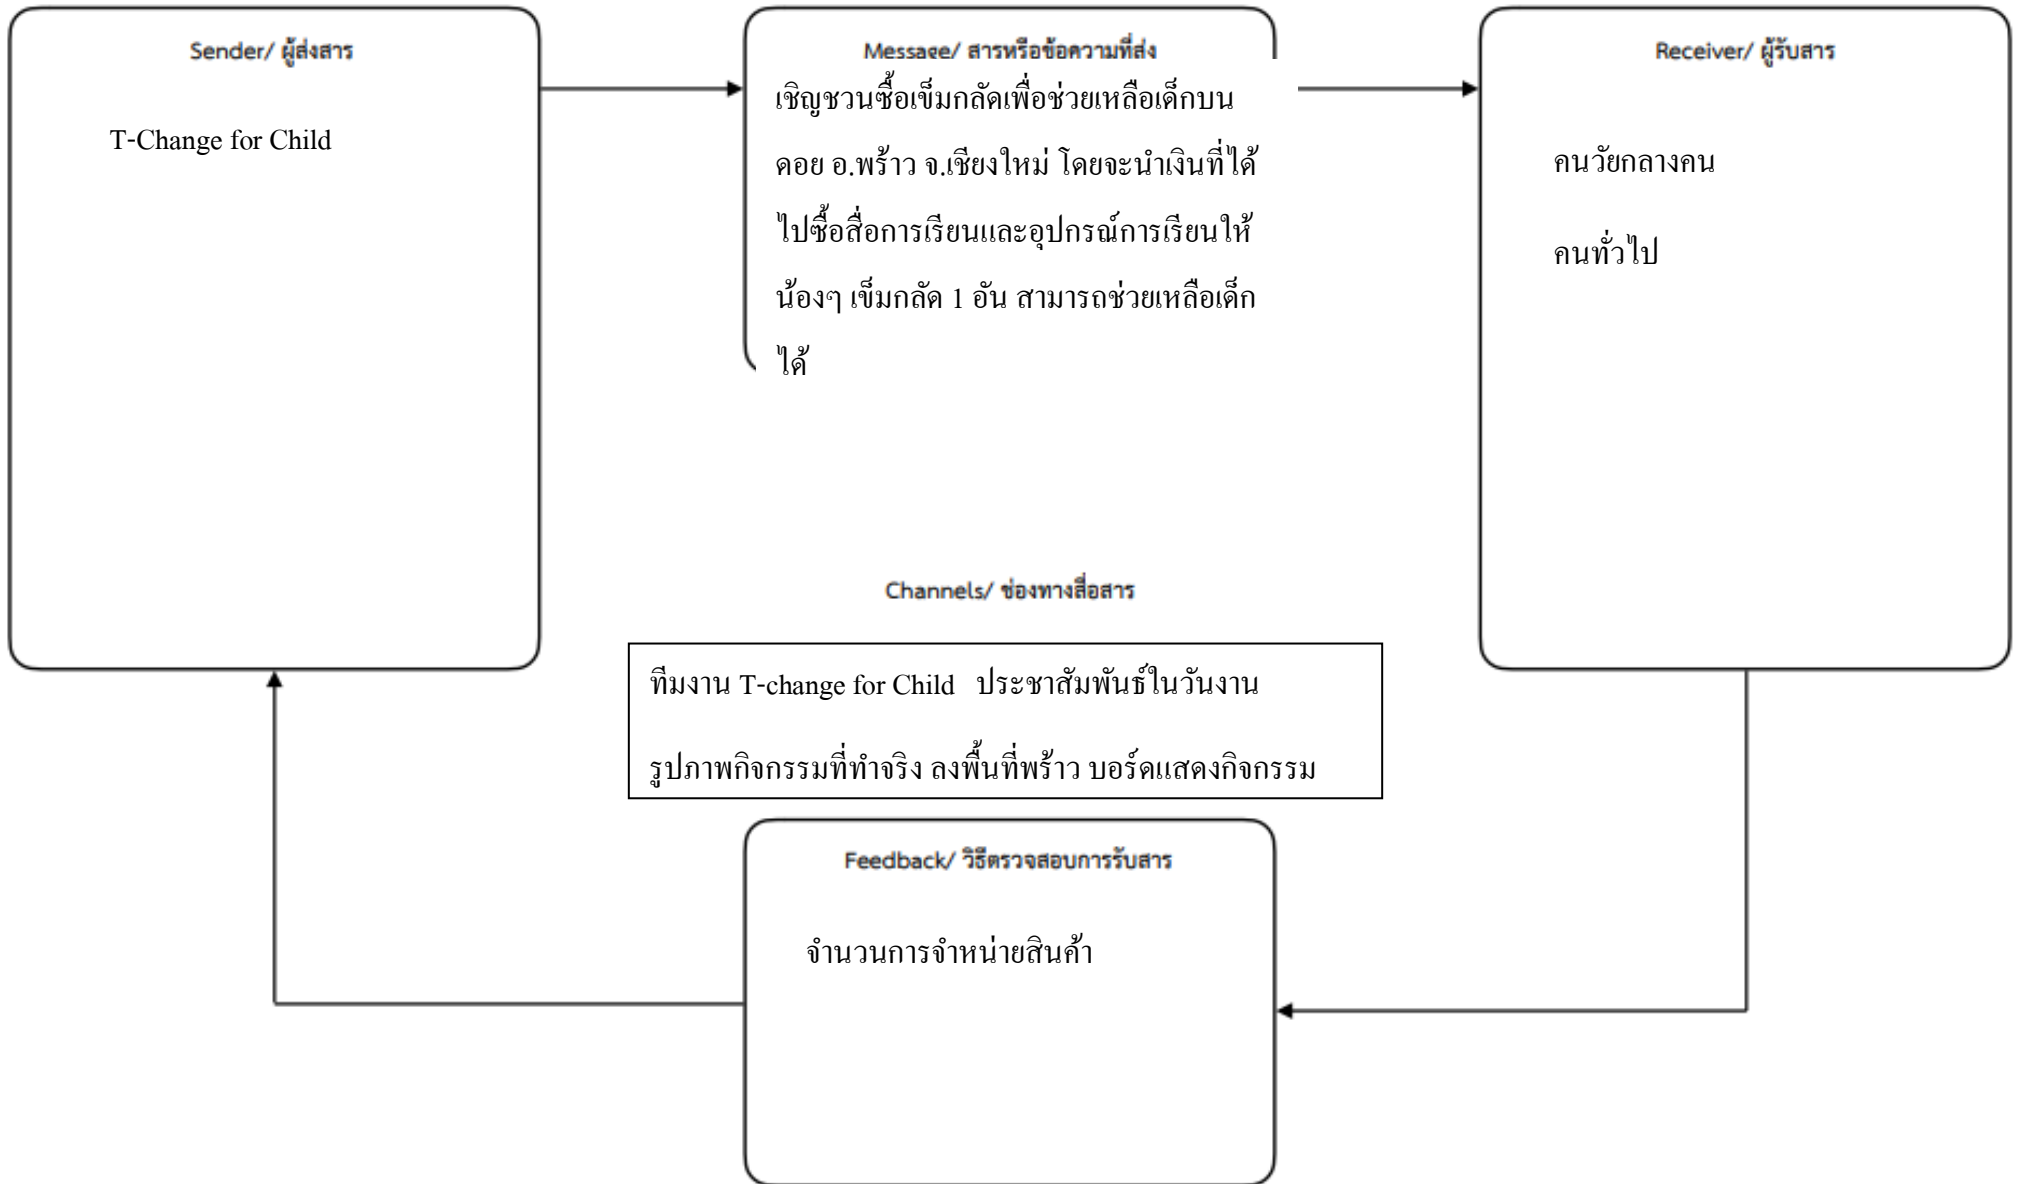 Sender/ ผู้ส่งสาร
T-Change for Child
Message/ สารหรือข้อความที่ส่ง
เชิญชวนซื้อเข็มกลัดเพื่อช่วยเหลือเด็กบน
ดอย อ.พร้าว จ.เชียงใหม่ โดยจะนำเงินที่ได้
ไปซื้อสื่อการเรียนและอุปกรณ์การเรียนให้
น้องๆ เข็มกลัด 1 อัน สามารถช่วยเหลือเด็ก
ได้
Receiver/ ผู้รับสาร
คนวัยกลางคน
คนทั่วไป
Channels/ ช่องทางสื่อสาร
ทีมงาน T-change for Child ประชาสัมพันธ์ในวันงาน
รูปภาพกิจกรรมที่ทำจริง ลงพื้นที่พร้าว บอร์ดแสดงกิจกรรม
Feedback/ วิธีตรวจสอบการรับสาร
จำนวนการจำหน่ายสินค้า